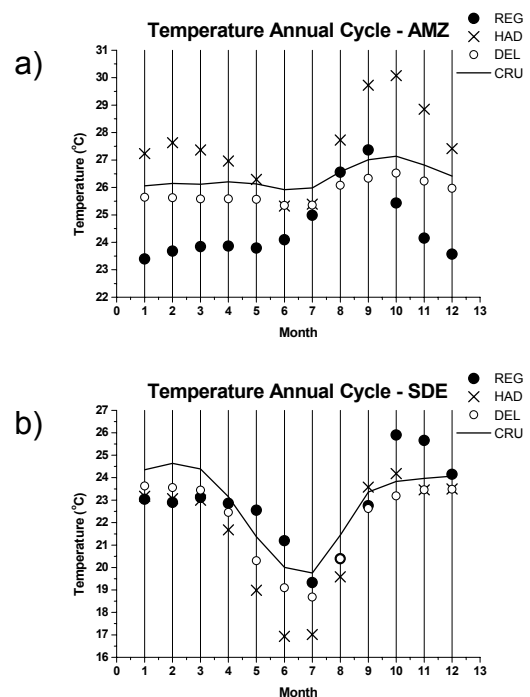 a)
Temperature Annual Cycle - AMZ
REG
HAD
DEL
CRU
Temperature (°C)
31
30
29
28
27
26
25
24
23
22
0 1 2 3 4 5 6 7 8 9 10 11 12 13
Month
b)
Temperature Annual Cycle - SDE
REG
HAD
DEL
CRU
Temperature (°C)
27
26
25
24
23
22
21
20
19
18
17
16
0 1 2 3 4 5 6 7 8 9 10 11 12 13
Month